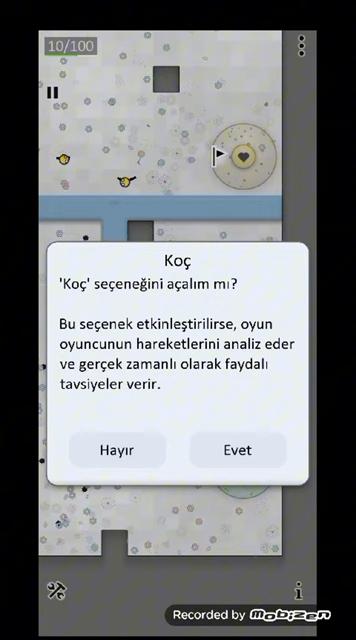 10/100
Koç
'Koç' seçeneğini açalım mı?
Bu seçenek etkinleştirilirse, oyun
oyuncunun hareketlerini analiz eder
ve gerçek zamanlı olarak faydalı
tavsiyeler verir.
Hayır
Evet
Recorded by Mobizen